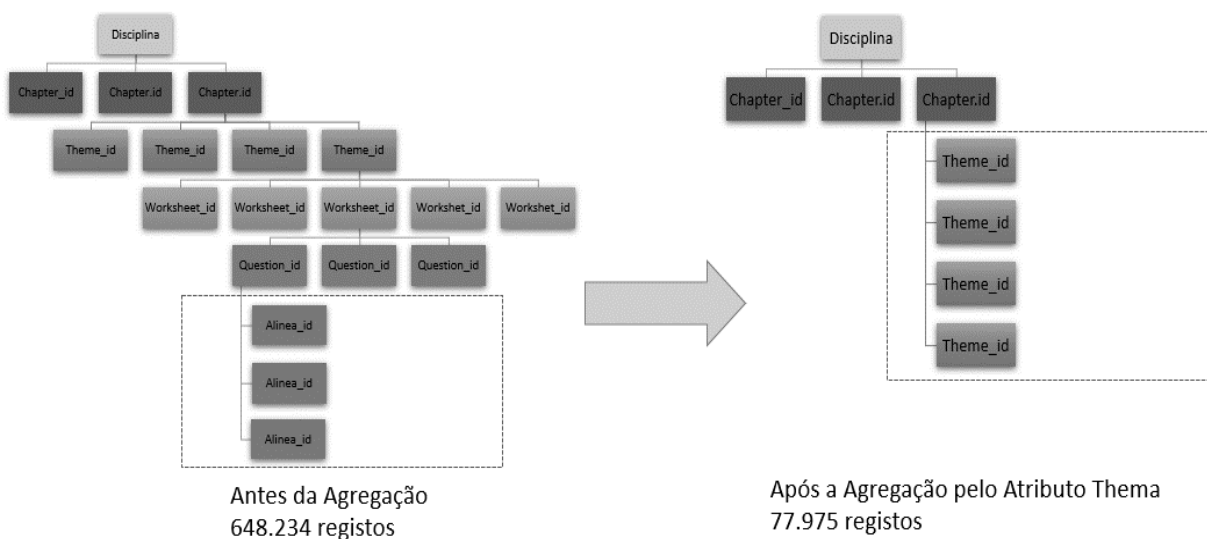 Disciplina
Chapter_id Chapter.id Chapter.id
Theme_id Theme_id Theme_id Theme_id
Worksheet_id Worksheet_id Worksheet_id Workshet_id Workshet_id
Question_id Question_id Question_id
Alinea_id
Alinea_id
Alinea_id
Antes da Agregação
648.234 registos
Disciplina
Chapter_id Chapter.id Chapter.id
Theme_id
Theme_id
Theme_id
Theme_id
Após a Agregação pelo Atributo Thema
77.975 registos